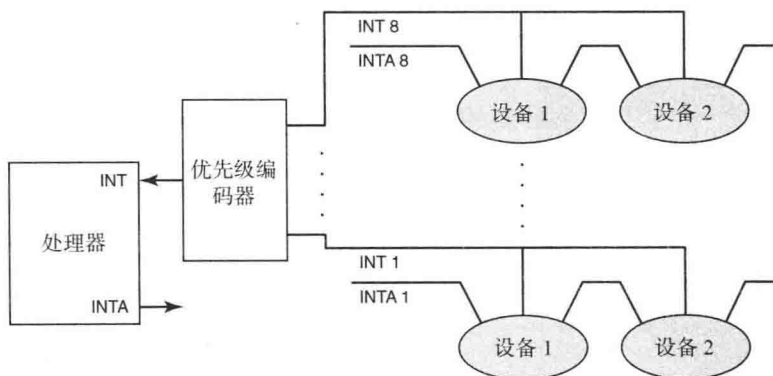 INT 8
INTA 8
设备 1
设备 2
优先级编
码器
INT
处理器
INTA
INT 1
INTA 1
设备 1
设备 2